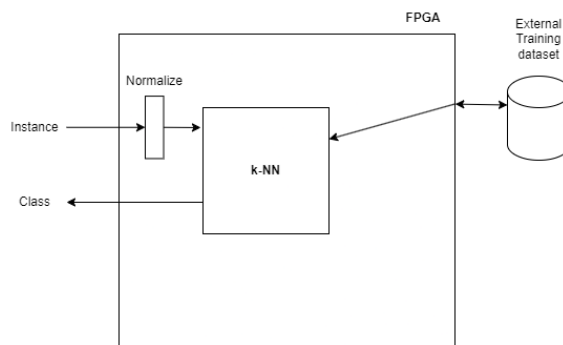 FPGA
External
Training
dataset
Normalize
Instance
k-NN
Class